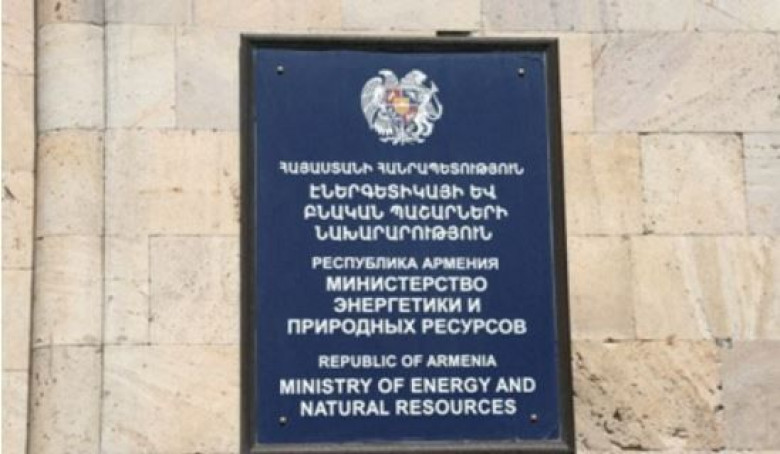 ՀԱՅԱՍՏԱՆԻ ՀԱՆՐԱՊԵՏՈՒԹՅՈՒՆ
ԷՆԵՐԳԵՏԻԿԱՅԻ ԵՎ
ԲՆԱԿԱՆ ՊԱՇԱՐՆԵՐԻ
ՆԱԽԱՐԱՐՈՒԹՅՈՒՆ
РЕСПУБЛИКА АРМЕНИЯ
МИНИСТЕРСТВО
ЭНЕРГЕТИКИ И
ПРИРОДНЫХ РЕСУРСОВ
REPUBLIC OF ARMENIA
MINISTRY OF ENERGY AND
NATURAL RESOURCES